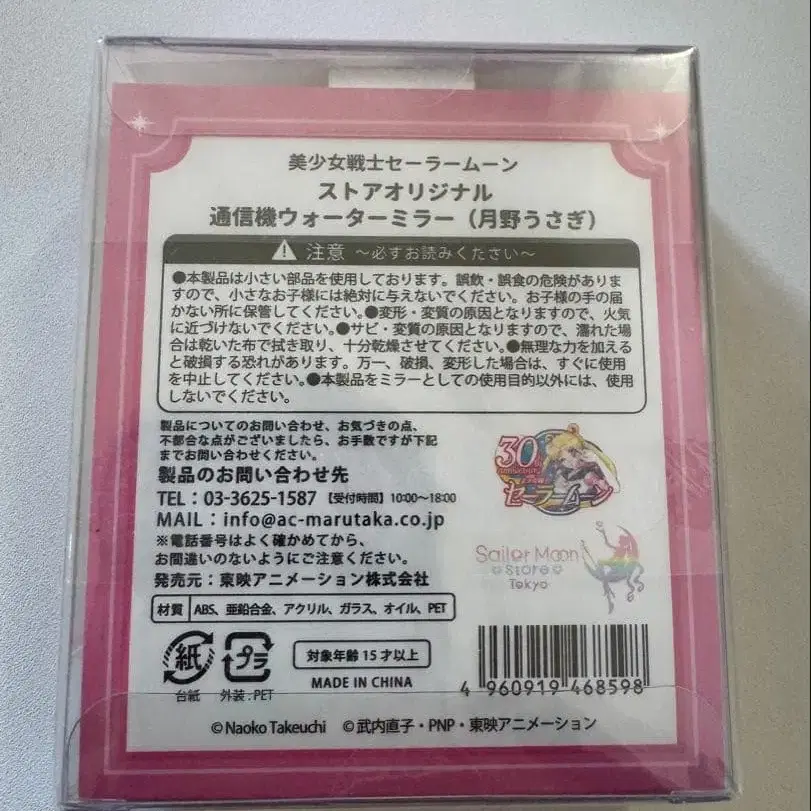 美少女戦士セーラームーン
ストアオリジナル
通信機ウォーターミラー（月野うさぎ）
注意 〜必ずお読みください〜
●本製品は小さい部品を使用しております。誤飲・誤食の危険がありま
すので、小さなお子様には絶対に与えないでください。お子様の手の届
かない所に保管してください。●変形・変質の原因となりますので、火気
に近づけないでください。●サビ・変質の原因となりますので、濡れた場
合は乾いた布で拭き取り、十分乾燥させてください。●無理な力を加える
と破損する恐れがあります。万一、破損、変形した場合は、すぐに使用
を中止してください。●本製品をミラーとしての使用目的以外には、使用
しないでください。
製品についてのお問い合わせ、お気づきの点、
不都合な点がございましたら、お手数ですが下記
までお問い合わせください。
製品のお問い合わせ先
TEL：03-3625-1587 【受付時間】10:00〜18:00
MAIL：info@ac-marutaka.co.jp
※電話番号はよく確かめてから、
お間違いのないようにご注意ください。
発売元：東映アニメーション株式会社
30th
anniversary
セーラームーン
Sailor Moon
store
Tokyo
材質 ABS、亜鉛合金、アクリル、ガラス、オイル、PET
紙
台紙
プラ
外装：PET
対象年齢15才以上
MADE IN CHINA
4 960919 468598
©Naoko Takeuchi ©武内直子・PNP・東映アニメーション